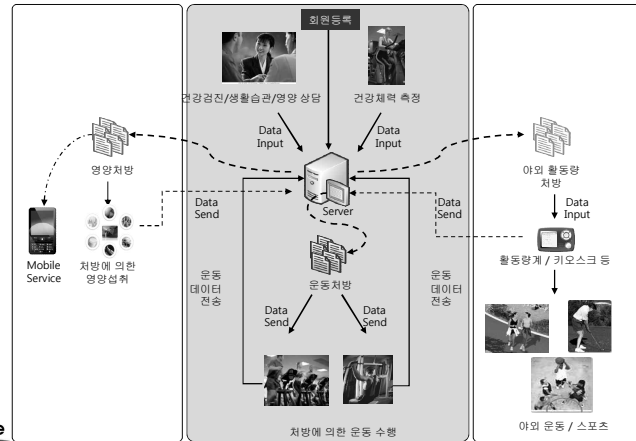 회원등록
건강검진/생활습관/영양 상담
건강체력 측정
Data
Input
Data
Input
영양처방
야외 활동량
처방
Data
Send
Server
Data
Send
Data
Input
Mobile
Service
처방에 의한
영양섭취
운동
데이터
전송
운동처방
운동
데이터
전송
활동량계 / 키오스크 등
Data
Send
Data
Send
처방에 의한 운동 수행
야외 운동 / 스포츠
e